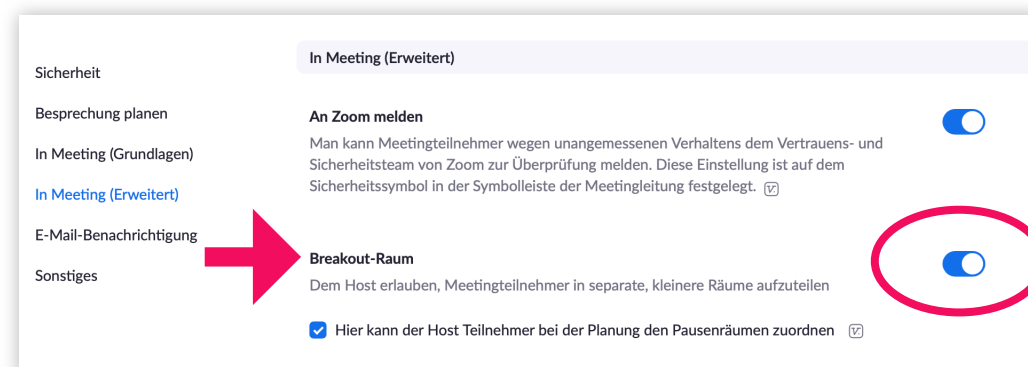 Sicherheit
Besprechung planen
In Meeting (Grundlagen)
In Meeting (Erweitert)
E-Mail-Benachrichtigung
Sonstiges
In Meeting (Erweitert)
An Zoom melden
Man kann Meetingteilnehmer wegen unangemessenen Verhaltens dem Vertrauens- und
Sicherheitsteam von Zoom zur Überprüfung melden. Diese Einstellung ist auf dem
Sicherheitssymbol in der Symbolleiste der Meetingleitung festgelegt.
Breakout-Raum
Dem Host erlauben, Meetingteilnehmer in separate, kleinere Räume aufzuteilen
Hier kann der Host Teilnehmer bei der Planung den Pausenräumen zuordnen